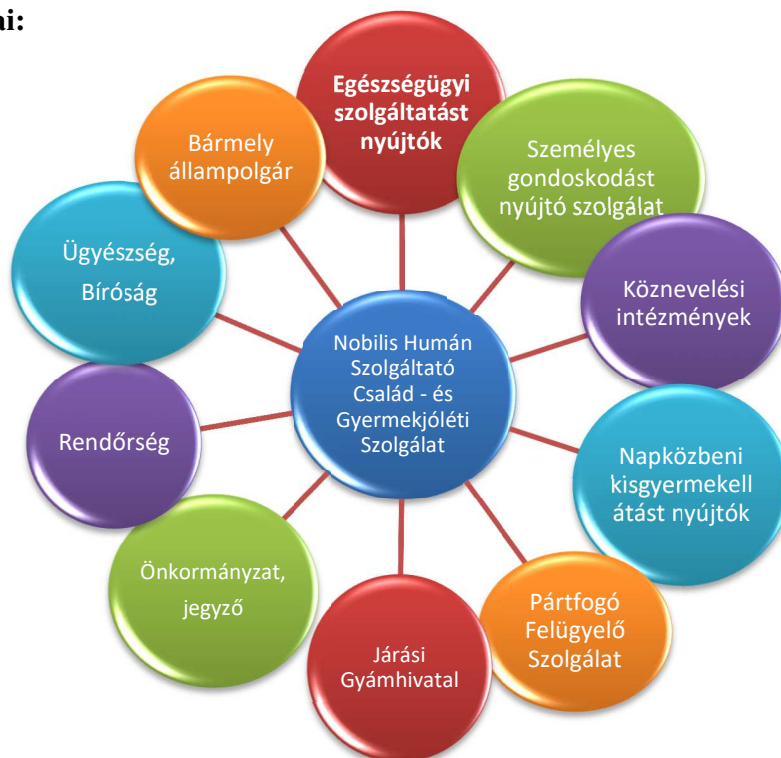 ai:
Egészségügyi
szolgáltatást
nyújtók
Személyes
gondoskodást
nyújtó szolgálat
Köznevelési
intézmények
Napközbeni
kisgyermekell
átást nyújtók
Pártfogó
Felügyelő
Szolgálat
Járási
Gyámhivatal
Önkormányzat,
jegyző
Rendőrség
Ügyészség,
Bíróság
Bármely
állampolgár
Nobilis Humán
Szolgáltató
Család - és
Gyermekjóléti
Szolgálat